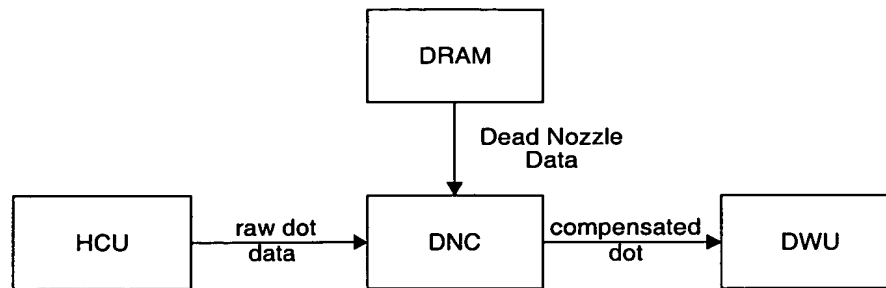 DRAM
Dead Nozzle
Data
HCU
raw dot
data
DNC
compensated
dot
DWU